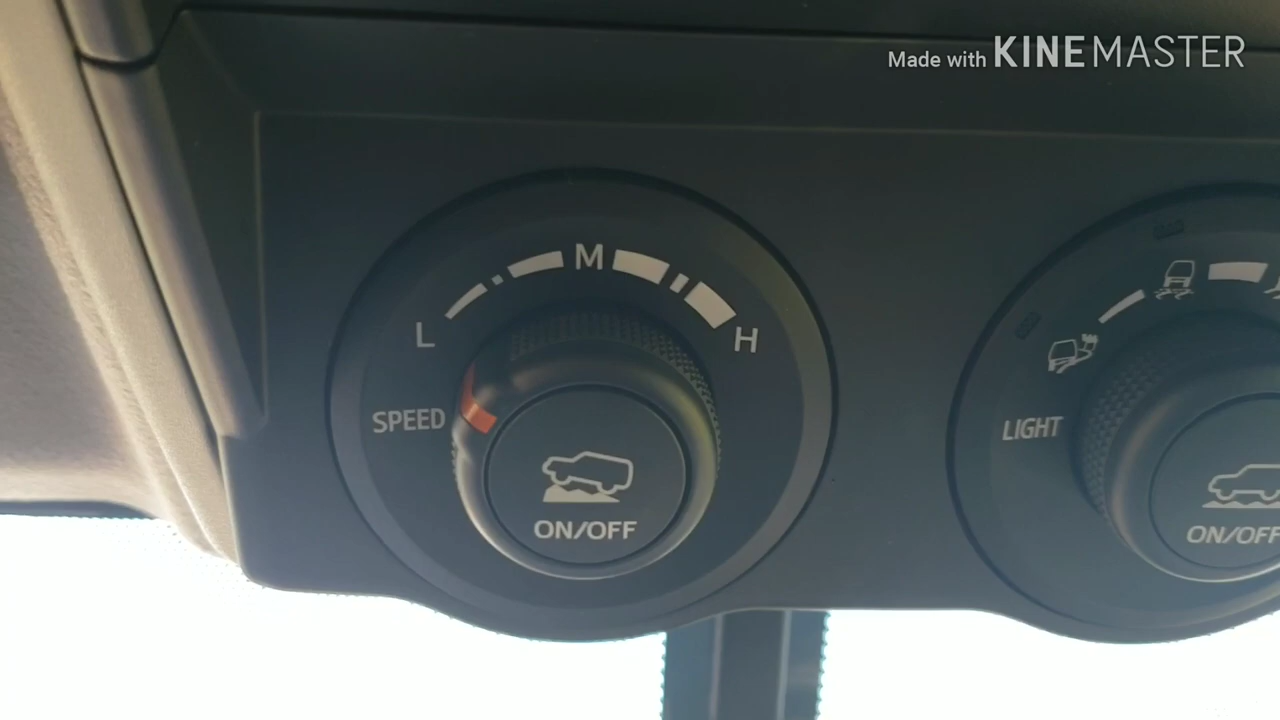 Made with KINEMASTER
M
L
H
SPEED
ON/OFF
LIGHT
ON/OFF